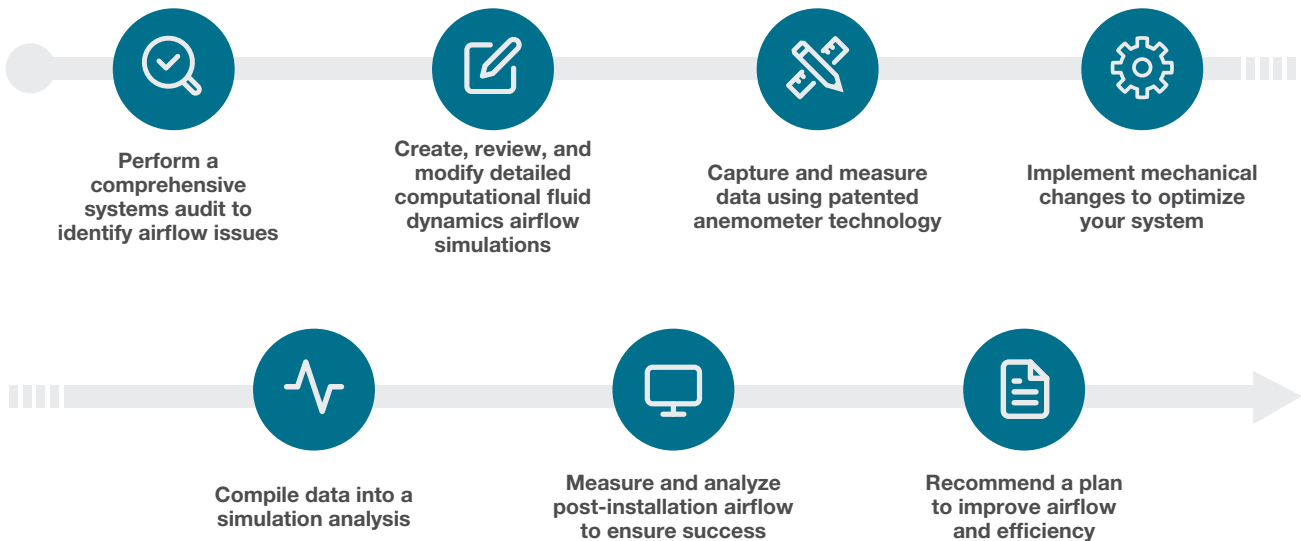 Perform a
comprehensive
systems audit to
identify airflow issues
Create, review, and
modify detailed
computational fluid
dynamics airflow
simulations
Capture and measure
data using patented
anemometer technology
Implement mechanical
changes to optimize
your system
Compile data into a
simulation analysis
Measure and analyze
post-installation airflow
to ensure success
Recommend a plan
to improve airflow
and efficiency